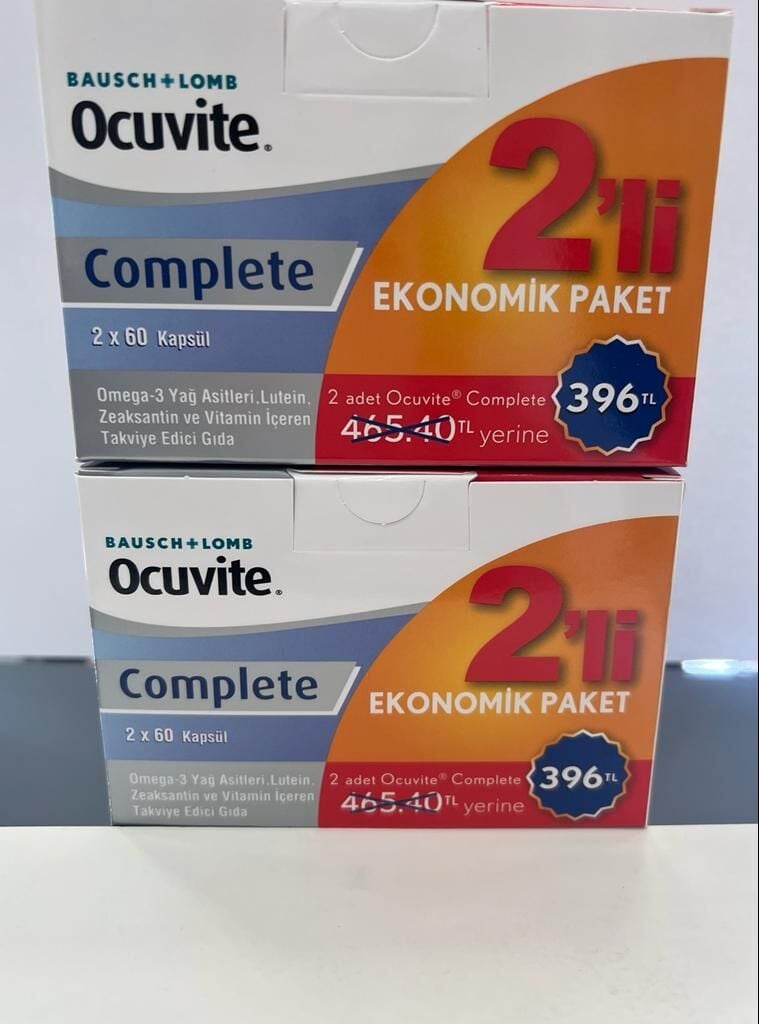 BAUSCH+LOMB
Ocuvite®
2'li
EKONOMİK PAKET
Complete
2 x 60 Kapsül
Omega-3 Yağ Asitleri,Lutein,
Zeaksantin ve Vitamin İçeren
Takviye Edici Gıda
2 adet Ocuvite® Complete
465.40TL yerine
396TL
BAUSCH+LOMB
Ocuvite®
2'li
EKONOMİK PAKET
Complete
2 x 60 Kapsül
Omega-3 Yağ Asitleri,Lutein,
Zeaksantin ve Vitamin İçeren
Takviye Edici Gıda
2 adet Ocuvite® Complete
465.40TL yerine
396TL